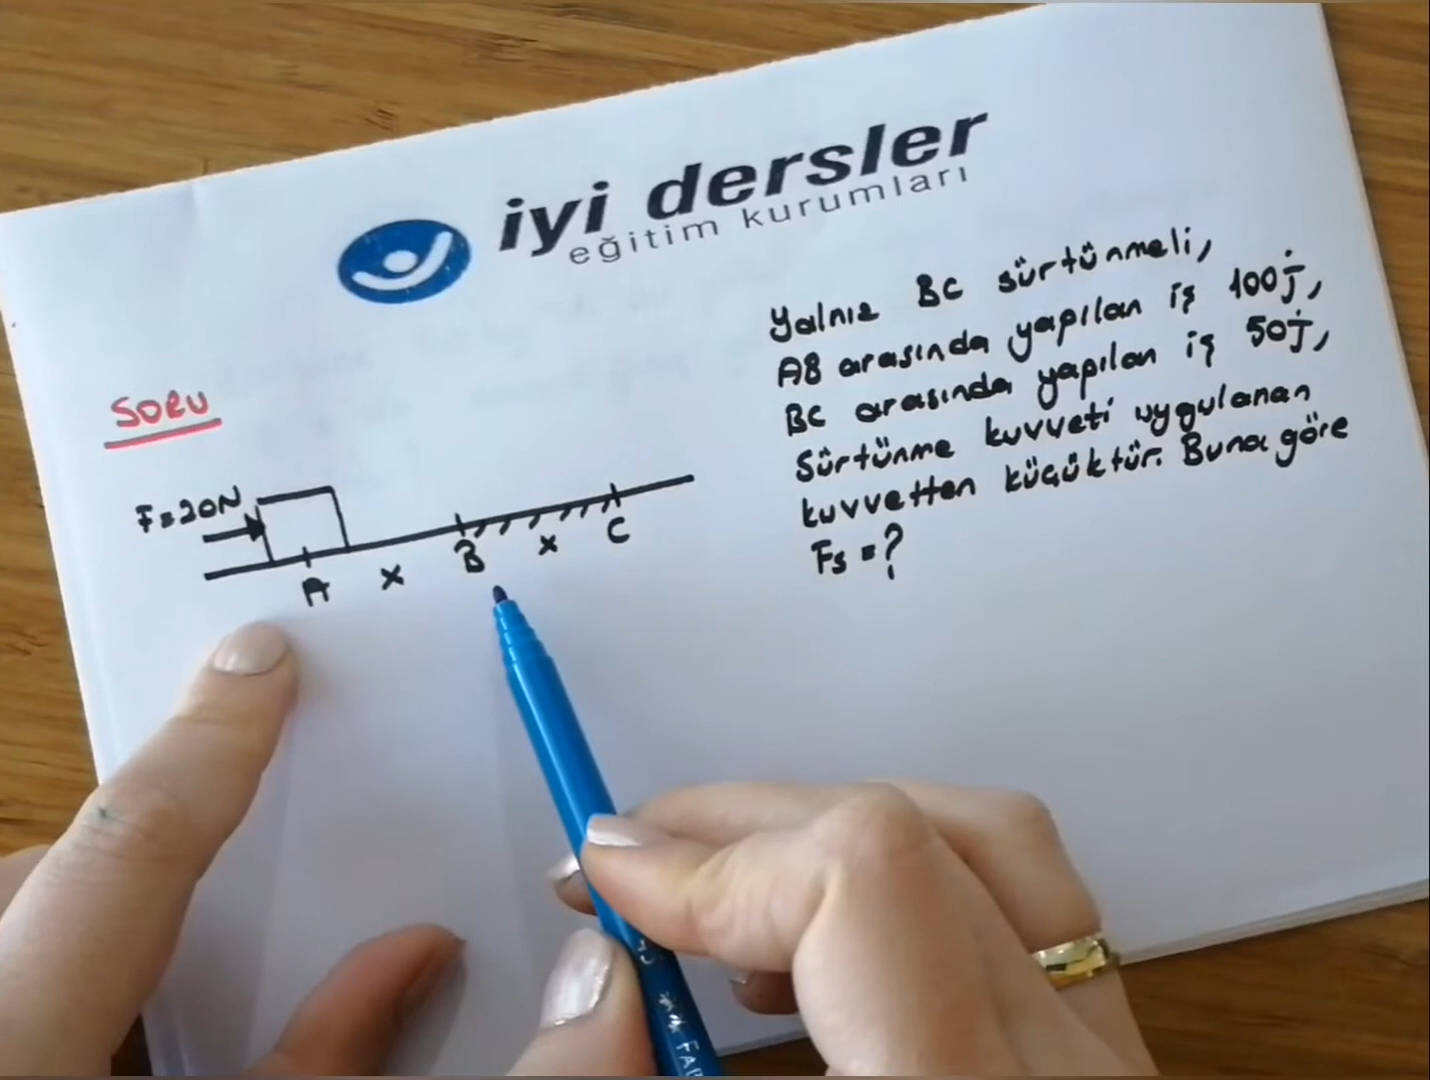 iyi dersler
eğitim kurumları
SORU
Yalnız BC sürtünmeli,
AB arasında yapılan iş 100j,
BC arasında yapılan iş 50j,
Sürtünme kuvveti uygulanan
kuvvetten küçüktür. Buna göre
Fs = ?
F=20N
A x B x C
FAB